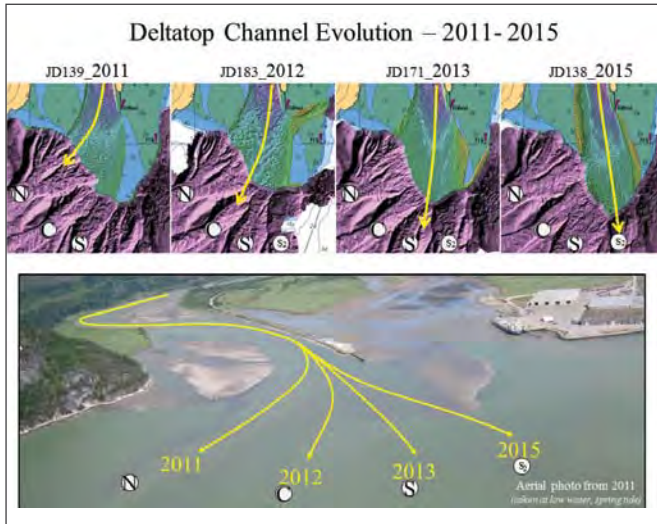 Deltatop Channel Evolution – 2011- 2015
JD139_2011 JD183_2012 JD171_2013 JD138_2015
N C S
N C S S2
N C S S2
N C S S2
2011 2012 2013 2015
N C S S2
Aerial photo from 2011
(taken at low water, spring tide)